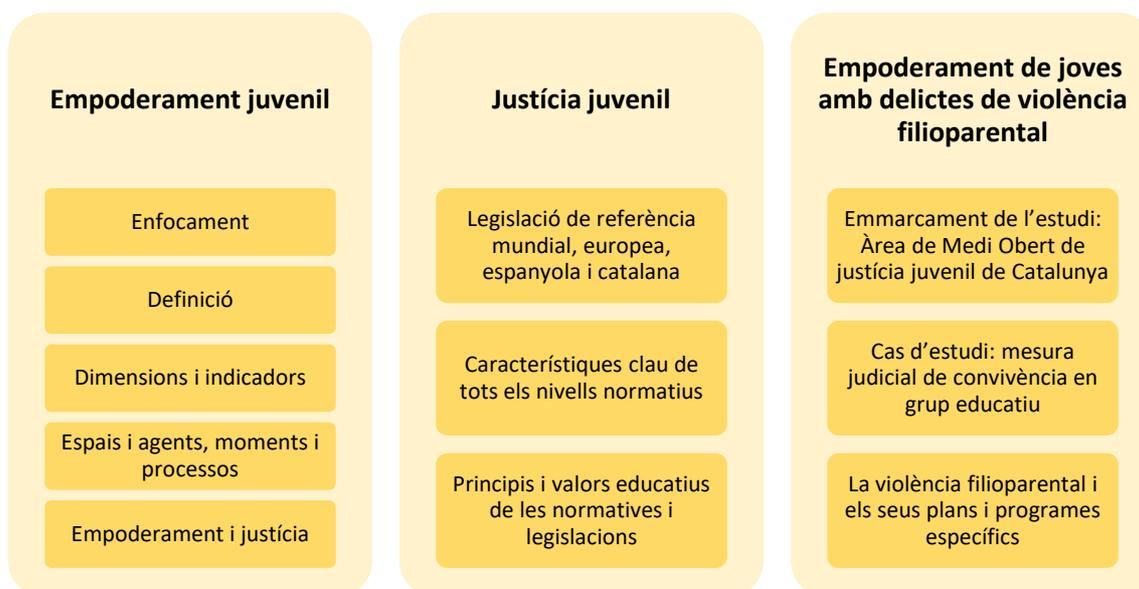 Empoderament juvenil
Enfocament
Definició
Dimensions i indicadors
Espais i agents, moments i
processos
Empoderament i justícia
Justícia juvenil
Legislació de referència
mundial, europea,
espanyola i catalana
Característiques clau de
tots els nivells normatius
Principis i valors educatius
de les normatives i
legislacions
Empoderament de joves
amb delictes de violència
filioparental
Emmarcament de l’estudi:
Àrea de Medi Obert de
justícia juvenil de Catalunya
Cas d’estudi: mesura
judicial de convivència en
grup educatiu
La violència filioparental i
els seus plans i programes
específics